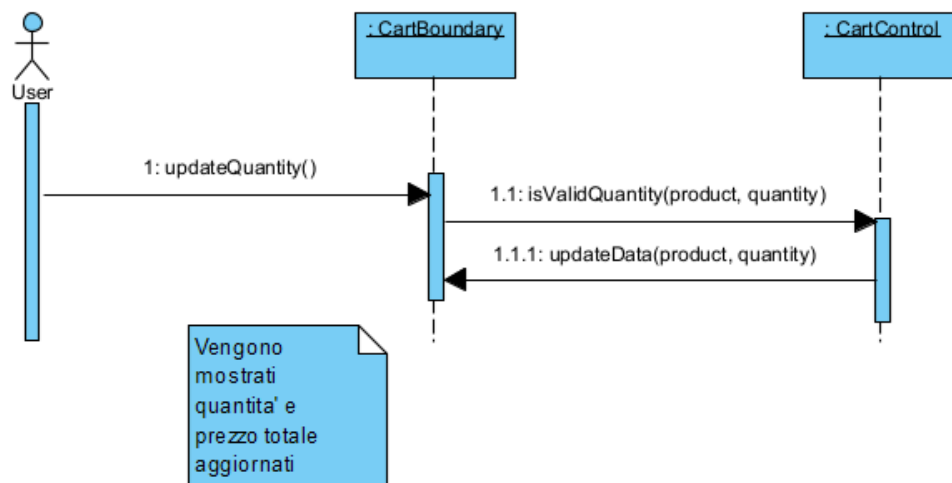 : CartBoundary
: CartControl
User
1: updateQuantity()
1.1: isValidQuantity(product, quantity)
1.1.1: updateData(product, quantity)
Vengono
mostrati
quantita' e
prezzo totale
aggiornati